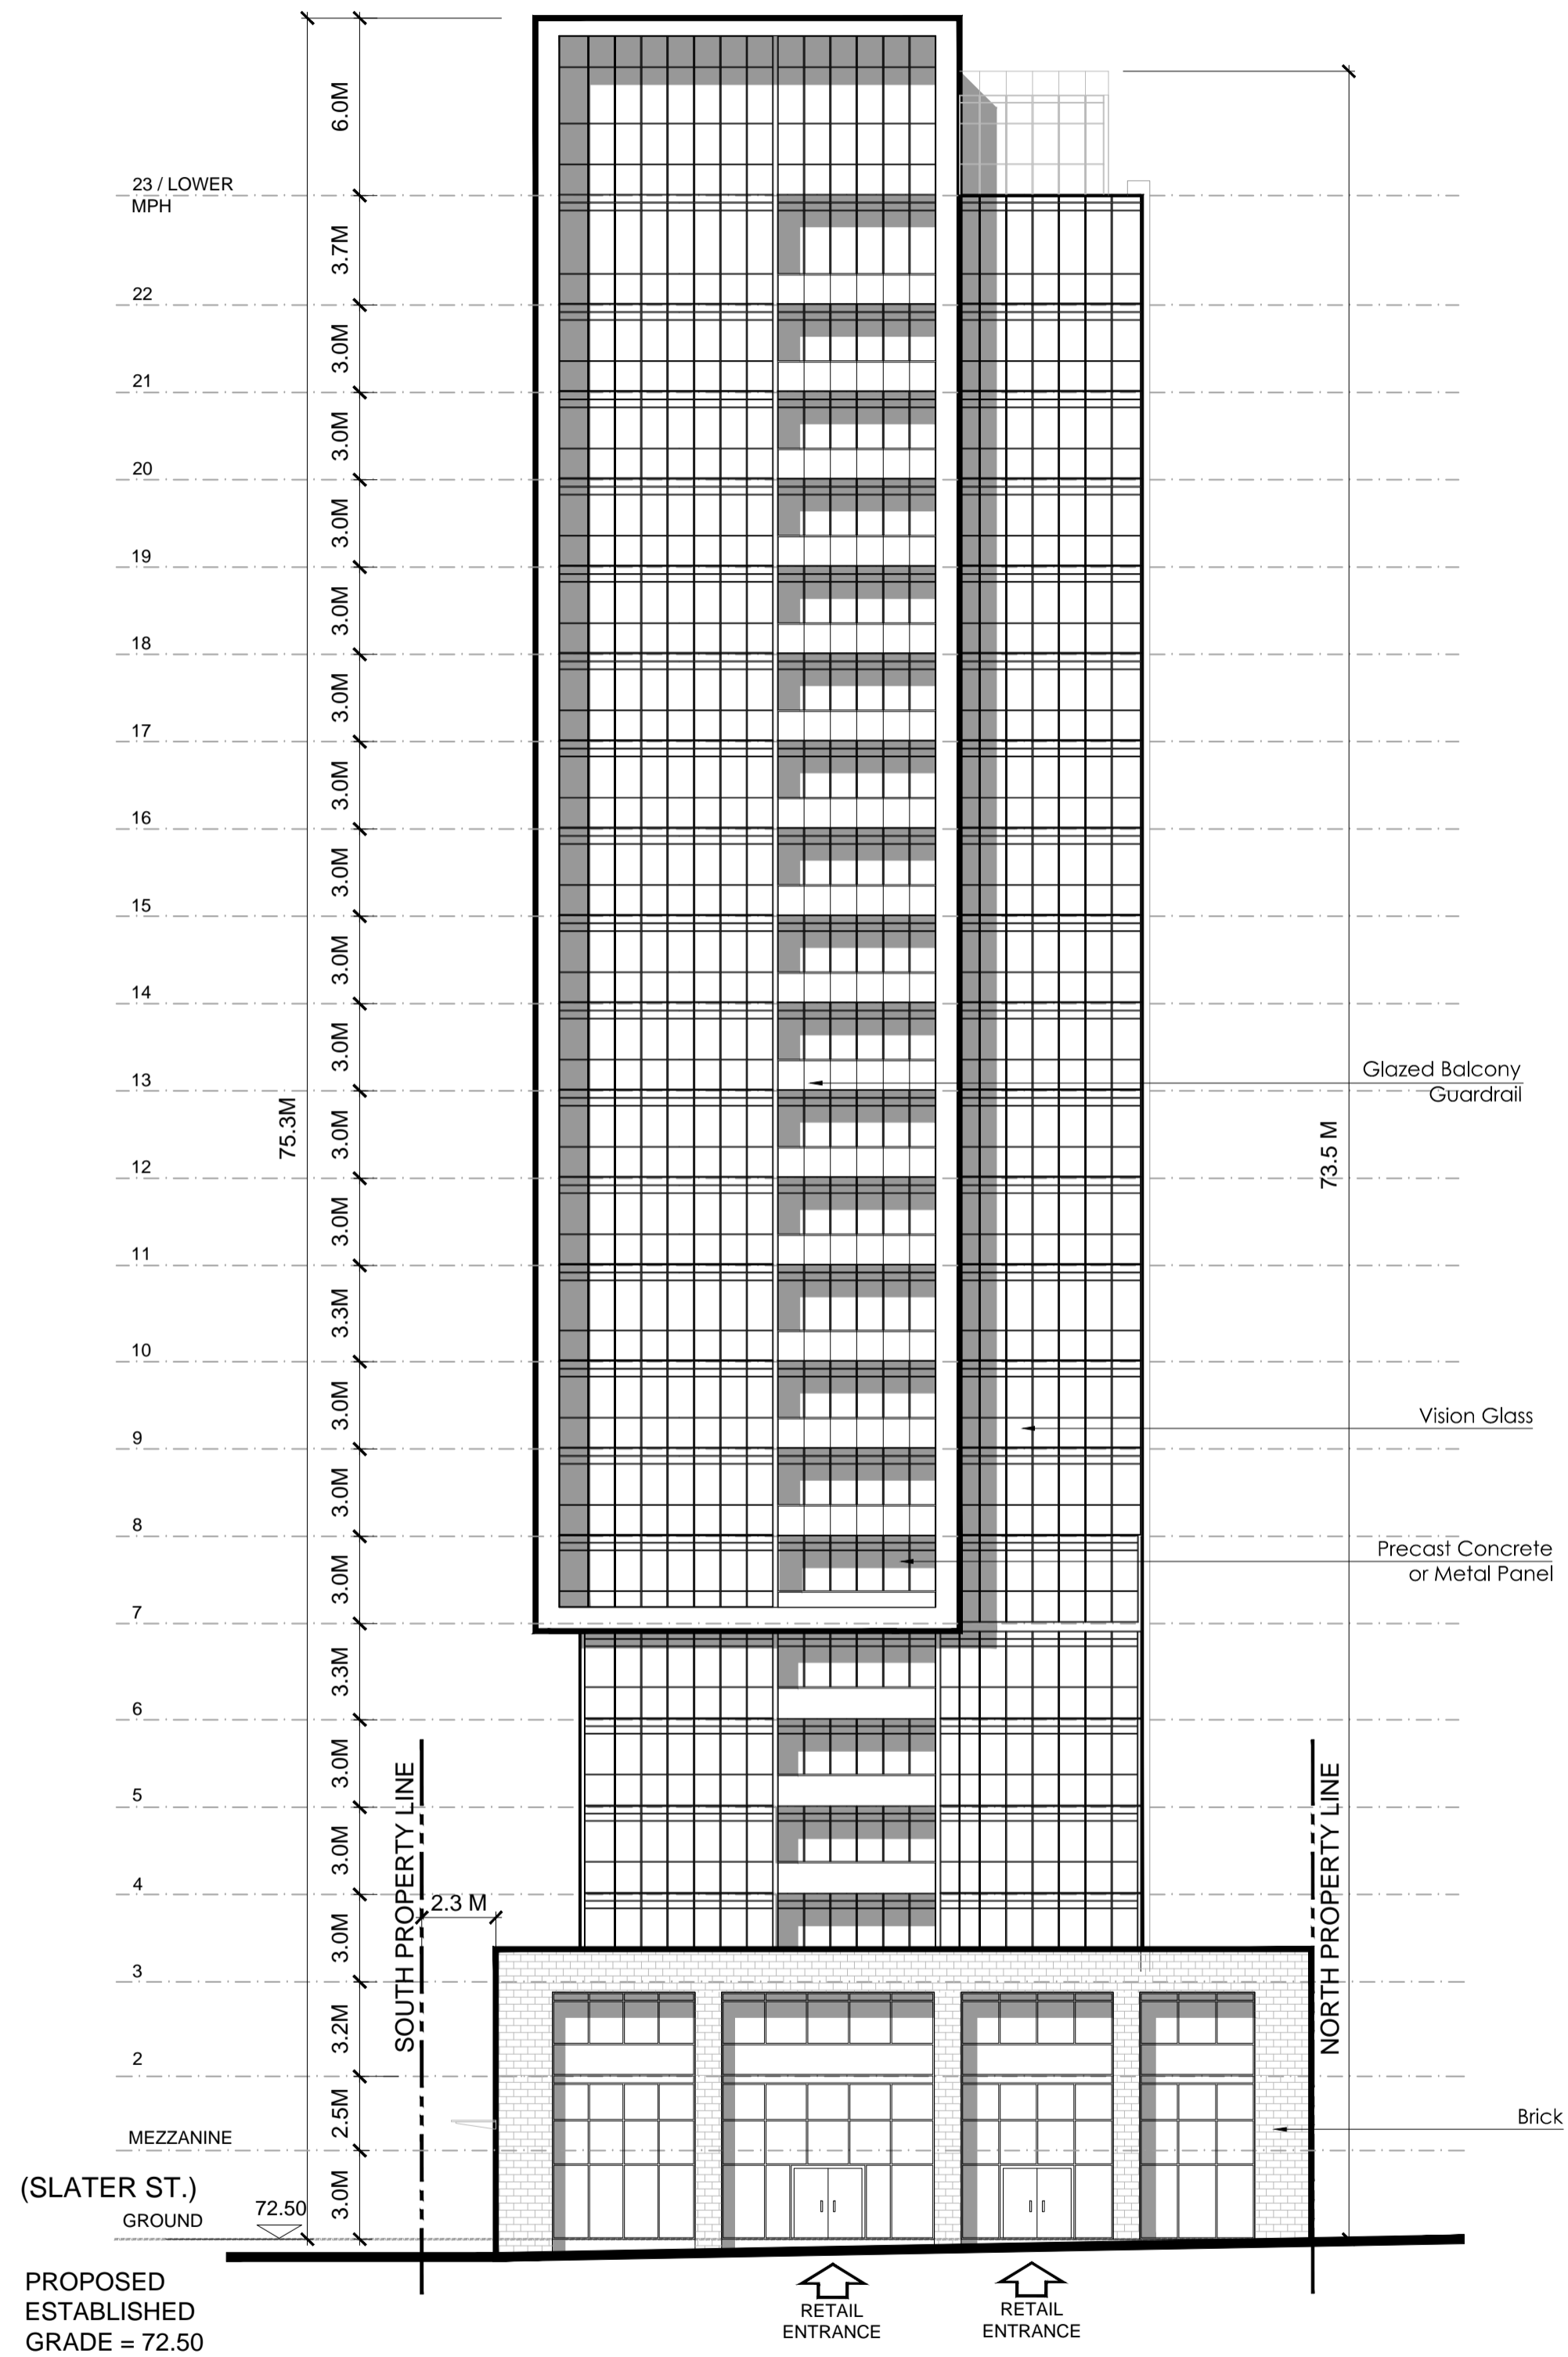 6.0M
23 / LOWER
MPH
3.7M
22
3.0M
21
3.0M
20
3.0M
19
3.0M
18
3.0M
17
3.0M
16
3.0M
15
3.0M
14
3.0M
13
Glazed Balcony
Guardrail
75.3M
3.0M
73.5 M
12
3.0M
11
3.3M
10
3.0M
9
Vision Glass
3.0M
8
Precast Concrete
or Metal Panel
3.0M
7
3.3M
6
3.0M
5
SOUTH PROPERTY LINE
NORTH PROPERTY LINE
3.0M
4
2.3 M
3.0M
3
3.2M
2
2.5M
Brick
MEZZANINE
3.0M
(SLATER ST.)
GROUND
72.50
PROPOSED
ESTABLISHED
GRADE = 72.50
RETAIL
ENTRANCE
RETAIL
ENTRANCE